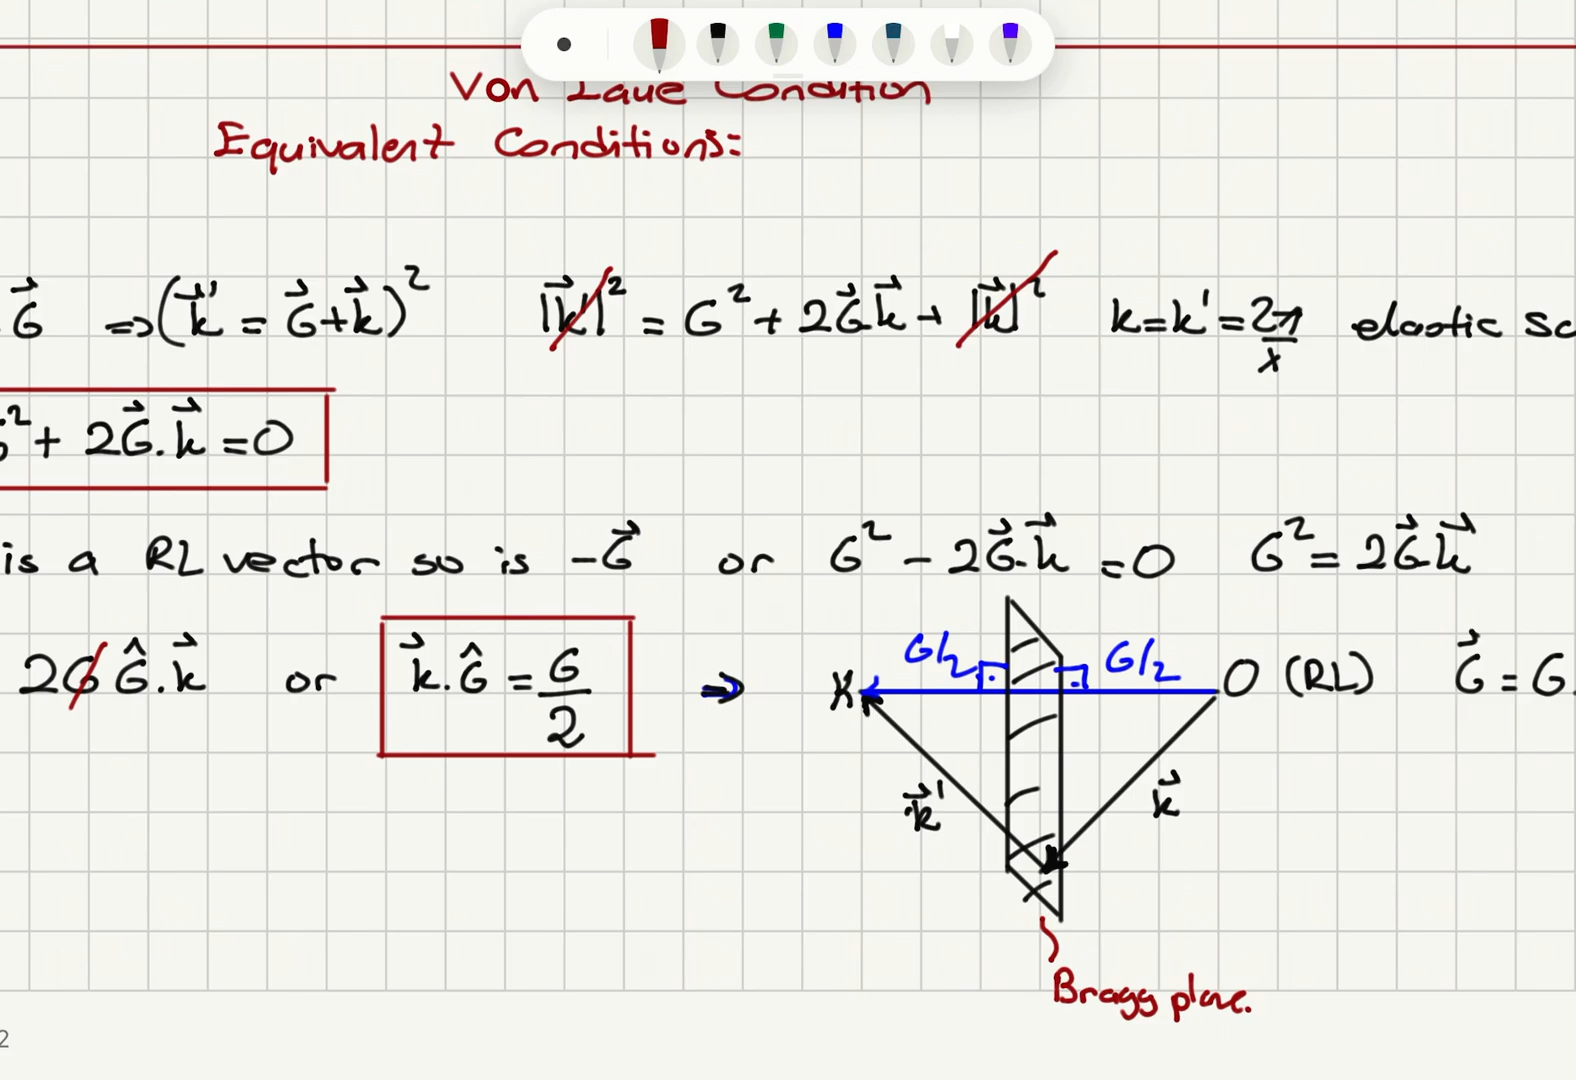 Von Laue Condition
Equivalent Conditions:
G⃗ ⇒ (k⃗' = G⃗+k⃗)² |k⃗'|² = G² + 2G⃗.k⃗ + |k⃗|² k=k'=2π/λ elastic sc
G² + 2G⃗.k⃗ = 0
is a RL vector so is -G⃗ or G² - 2G⃗.k⃗ = 0 G² = 2G⃗.k⃗
2G Ĝ.k⃗ or k⃗.Ĝ = G/2 ⇒ K G/2 G/2 O (RL) G⃗ = G.
k⃗' k⃗
Bragg plane.
2